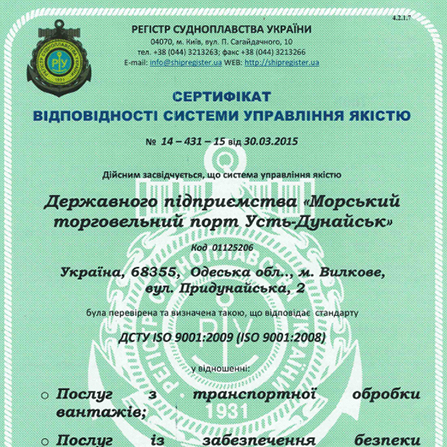 4.2.1.7
РЕГІСТР СУДНОПЛАВСТВА УКРАЇНИ
04070, м. Київ, вул. П. Сагайдачного, 10
тел. +38 (044) 3213263; факс +38 (044) 3213266
E-mail: info@shipregister.ua WEB: http://shipregister.ua
СЕРТИФІКАТ
ВІДПОВІДНОСТІ СИСТЕМИ УПРАВЛІННЯ ЯКІСТЮ
№ 14 – 431 – 15 від 30.03.2015
Дійсним засвідчується, що система управління якістю
Державного підприємства «Морський
торговельний порт Усть-Дунайськ»
Код 01125206
Україна, 68355, Одеська обл.., м. Вилкове,
вул. Придунайська, 2
була перевірена та визначена такою, що відповідає стандарту
ДСТУ ISO 9001:2009 (ISO 9001:2008)
у відношенні:
o Послуг з транспортної обробки
вантажів;
1931
o Послуг із забезпечення безпеки